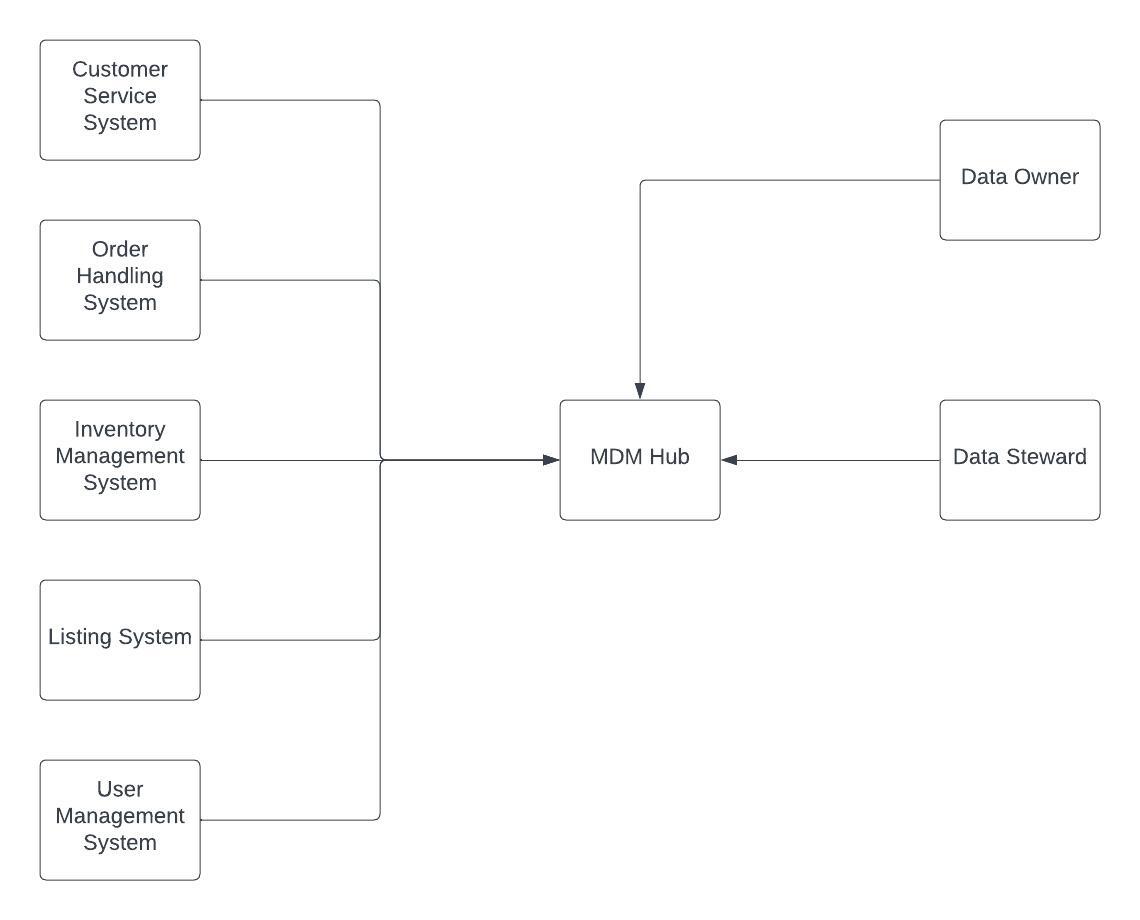 Customer
Service
System
Order
Handling
System
Inventory
Management
System
Listing System
User
Management
System
MDM Hub
Data Owner
Data Steward